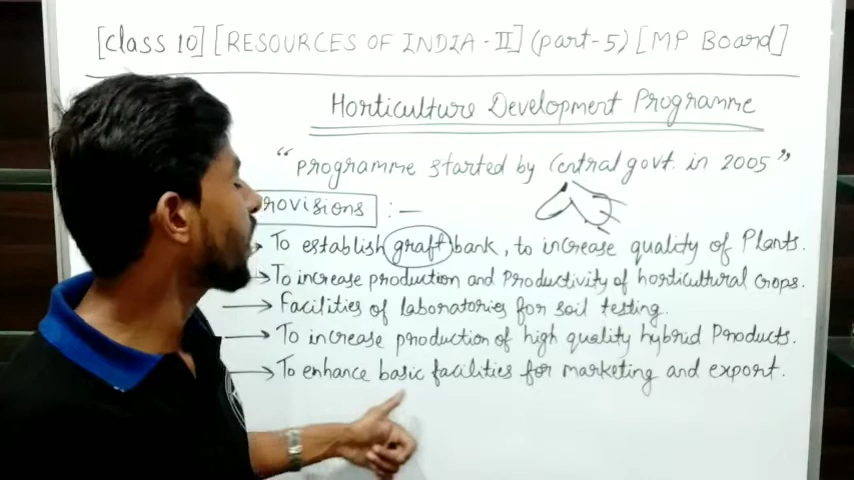 [Class 10] [RESOURCES OF INDIA - II] (part-5) [MP Board]
Horticulture Development Programme
“Programme started by Central govt. in 2005”
rovisions :-
→ To establish graft bank, to increase quality of Plants.
→ To increase production and Productivity of horticultural crops.
→ Facilities of laboratories for soil testing.
→ To increase production of high quality hybrid Products.
→ To enhance basic facilities for marketing and export.